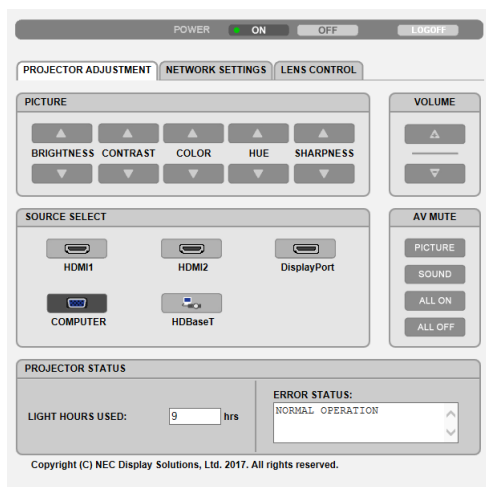 POWER ON OFF LOGOFF
PROJECTOR ADJUSTMENT NETWORK SETTINGS LENS CONTROL
PICTURE
BRIGHTNESS CONTRAST COLOR HUE SHARPNESS
VOLUME
SOURCE SELECT
HDMI1 HDMI2 DisplayPort
COMPUTER HDBaseT
AV MUTE
PICTURE
SOUND
ALL ON
ALL OFF
PROJECTOR STATUS
LIGHT HOURS USED: 9 hrs
ERROR STATUS:
NORMAL OPERATION
Copyright (C) NEC Display Solutions, Ltd. 2017. All rights reserved.